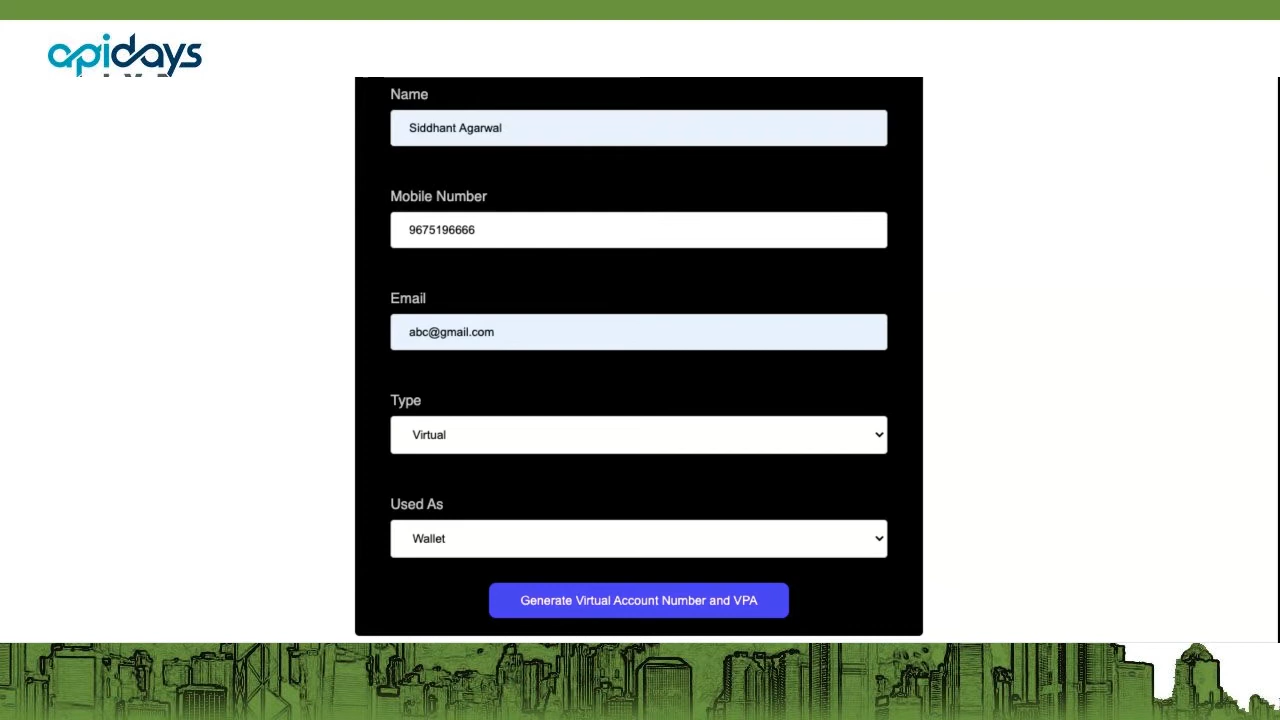 apidays
Name
Siddhant Agarwal
Mobile Number
9675196666
Email
abc@gmail.com
Type
Virtual
Used As
Wallet
Generate Virtual Account Number and VPA